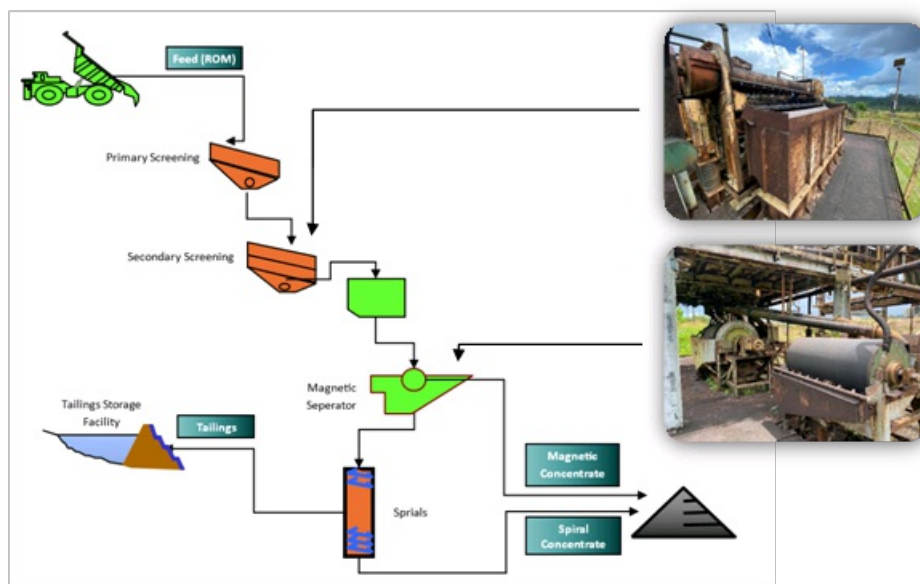 Feed (ROM)
Primary Screening
Secondary Screening
Magnetic
Seperator
Tailings Storage
Facility
Tailings
Magnetic
Concentrate
Sprials
Spiral
Concentrate